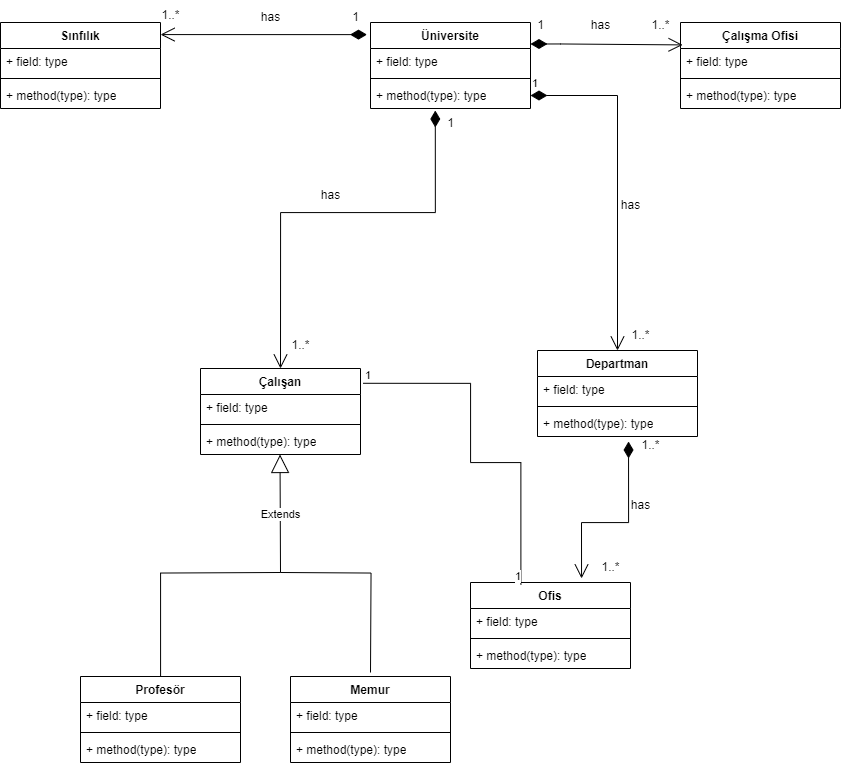 1..*
has
1
Sınfılık
+ field: type
+ method(type): type
Üniversite
+ field: type
+ method(type): type
1
has
1..*
Çalışma Ofisi
+ field: type
+ method(type): type
1
1
has
has
1..*
1..*
Çalışan
+ field: type
+ method(type): type
1
Departman
+ field: type
+ method(type): type
1..*
has
Extends
1..*
1
Ofis
+ field: type
+ method(type): type
Profesör
+ field: type
+ method(type): type
Memur
+ field: type
+ method(type): type